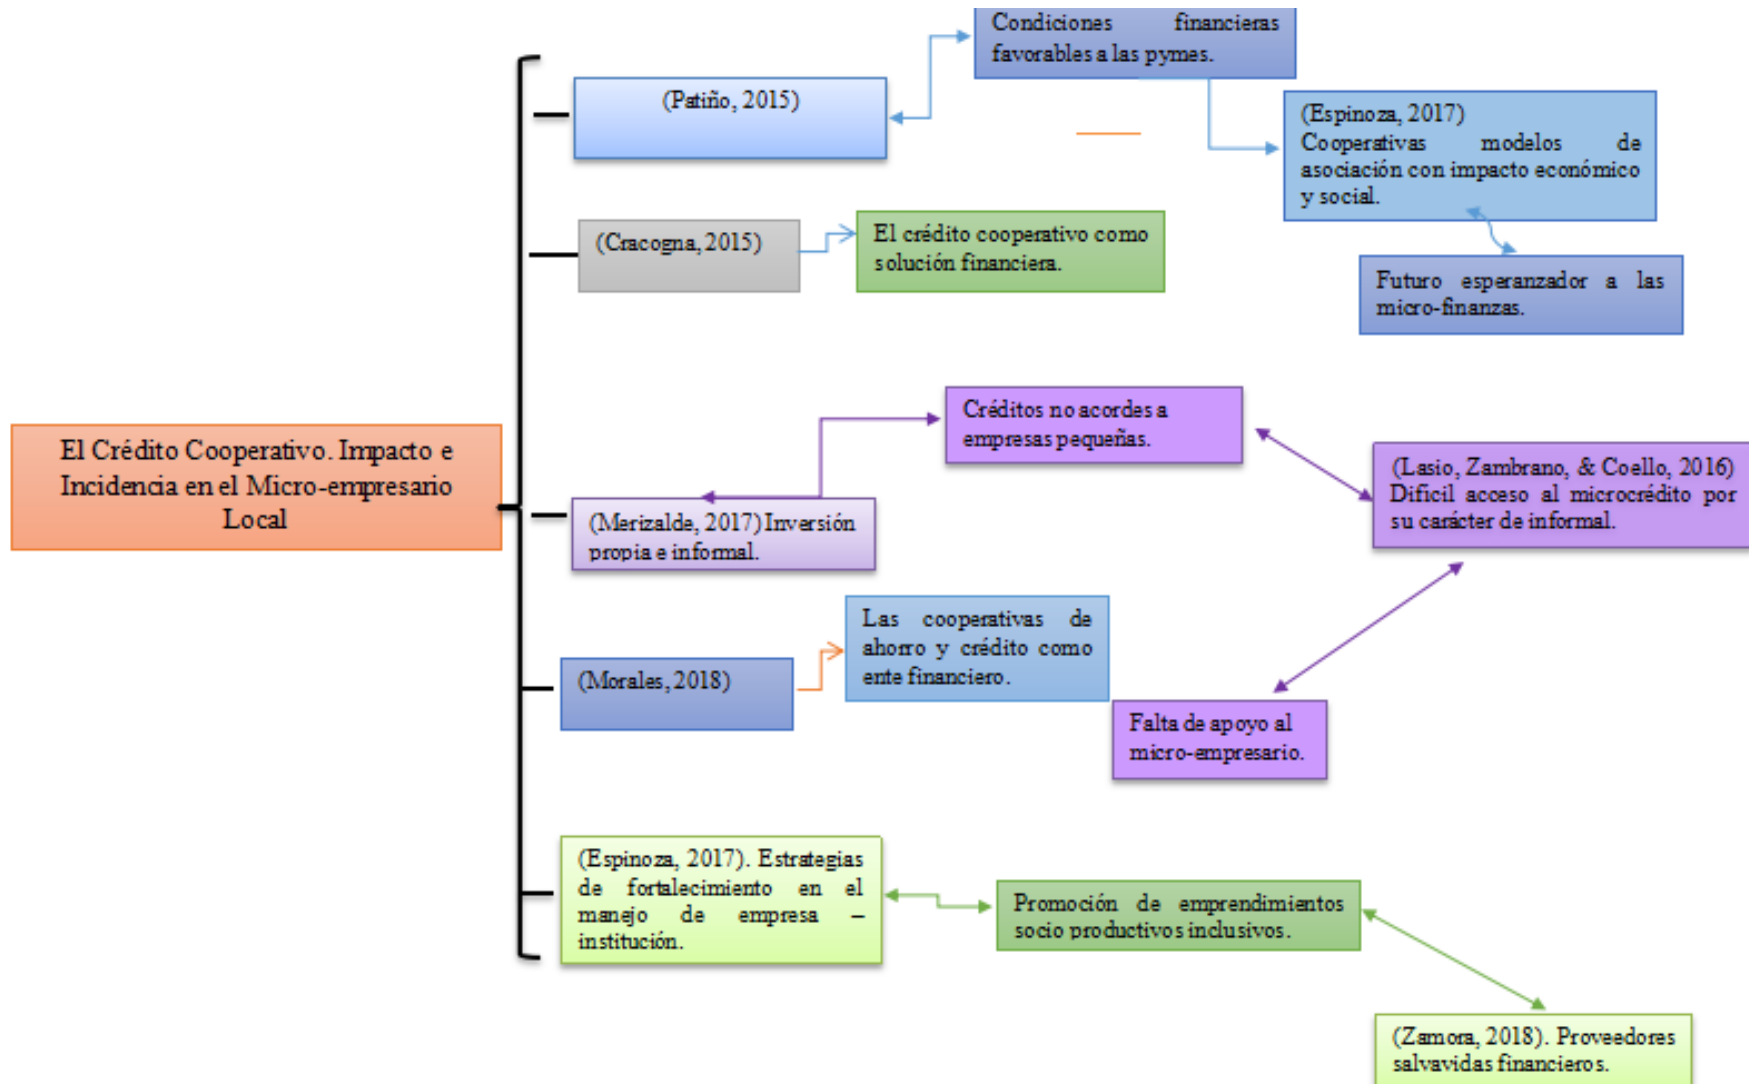 Condiciones financieras
favorables a las pymes.
(Patiño, 2015)
(Espinoza, 2017)
Cooperativas modelos de
asociación con impacto económico
y social.
(Cracogna, 2015)
El crédito cooperativo como
solución financiera.
Futuro esperanzador a las
micro-finanzas.
El Crédito Cooperativo. Impacto e
Incidencia en el Micro-empresario
Local
Créditos no acordes a
empresas pequeñas.
(Lasio, Zambrano, & Coello, 2016)
Difícil acceso al microcrédito por
su carácter de informal.
(Merizalde, 2017) Inversión
propia e informal.
Las cooperativas de
ahorro y crédito como
ente financiero.
(Morales, 2018)
Falta de apoyo al
micro-empresario.
(Espinoza, 2017). Estrategias
de fortalecimiento en el
manejo de empresa –
institución.
Promoción de emprendimientos
socio productivos inclusivos.
(Zamora, 2018). Proveedores
salvavidas financieros.